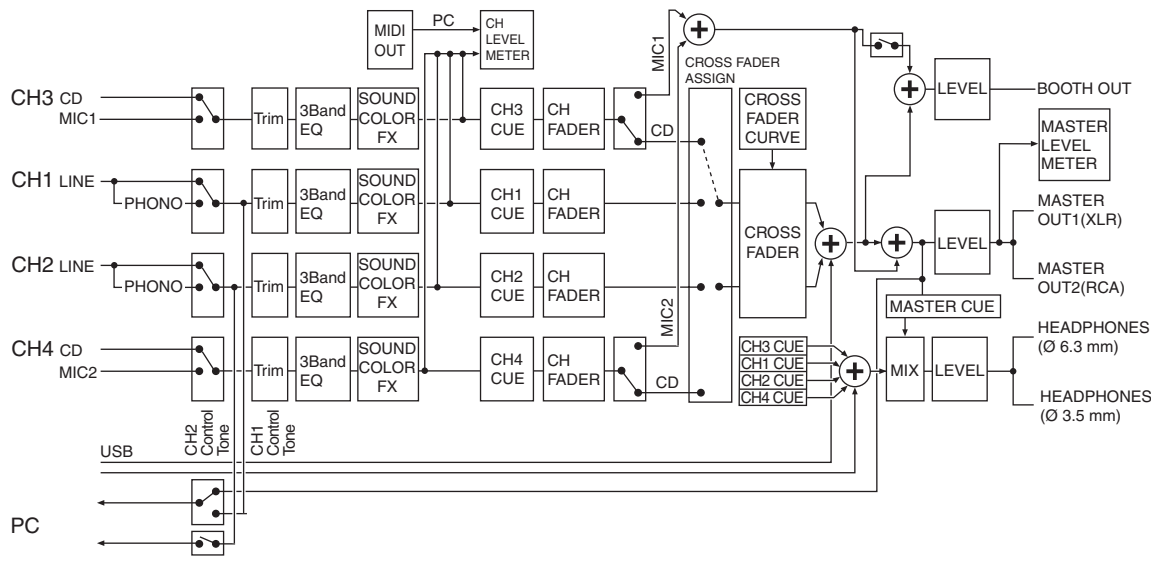 MIDI
OUT
PC
CH
LEVEL
METER
MIC1
CROSS FADER
ASSIGN
CH3 CD
MIC1
Trim
3Band
EQ
SOUND
COLOR
FX
CH3
CUE
CH
FADER
CD
CROSS
FADER
CURVE
LEVEL
BOOTH OUT
MASTER
LEVEL
METER
CH1 LINE
PHONO
Trim
3Band
EQ
SOUND
COLOR
FX
CH1
CUE
CH
FADER
CROSS
FADER
LEVEL
MASTER
OUT1(XLR)
MASTER
OUT2(RCA)
CH2 LINE
PHONO
Trim
3Band
EQ
SOUND
COLOR
FX
CH2
CUE
CH
FADER
MIC2
MASTER CUE
CH4 CD
MIC2
Trim
3Band
EQ
SOUND
COLOR
FX
CH4
CUE
CH
FADER
CD
CH3 CUE
CH1 CUE
CH2 CUE
CH4 CUE
MIX
LEVEL
HEADPHONES
(Ø 6.3 mm)
HEADPHONES
(Ø 3.5 mm)
CH2
Control
Tone
CH1
Control
Tone
USB
PC